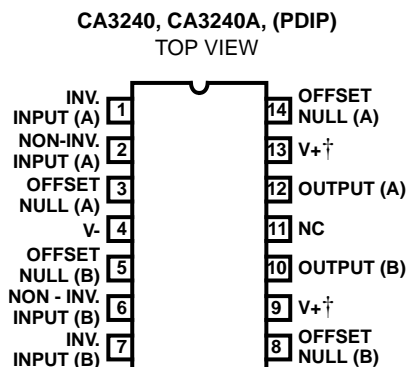 CA3240, CA3240A, (PDIP)
TOP VIEW
INV.
INPUT (A)
1
NON-INV.
INPUT (A)
2
OFFSET
NULL (A)
3
V-
4
OFFSET
NULL (B)
5
NON - INV.
INPUT (B)
6
INV.
INPUT (B)
7
14
OFFSET
NULL (A)
13
V+†
12
OUTPUT (A)
11
NC
10
OUTPUT (B)
9
V+†
8
OFFSET
NULL (B)